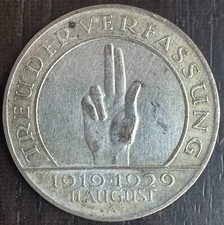 TREU DER VERFASSUNG
1919·1929
11.AUGUST
A